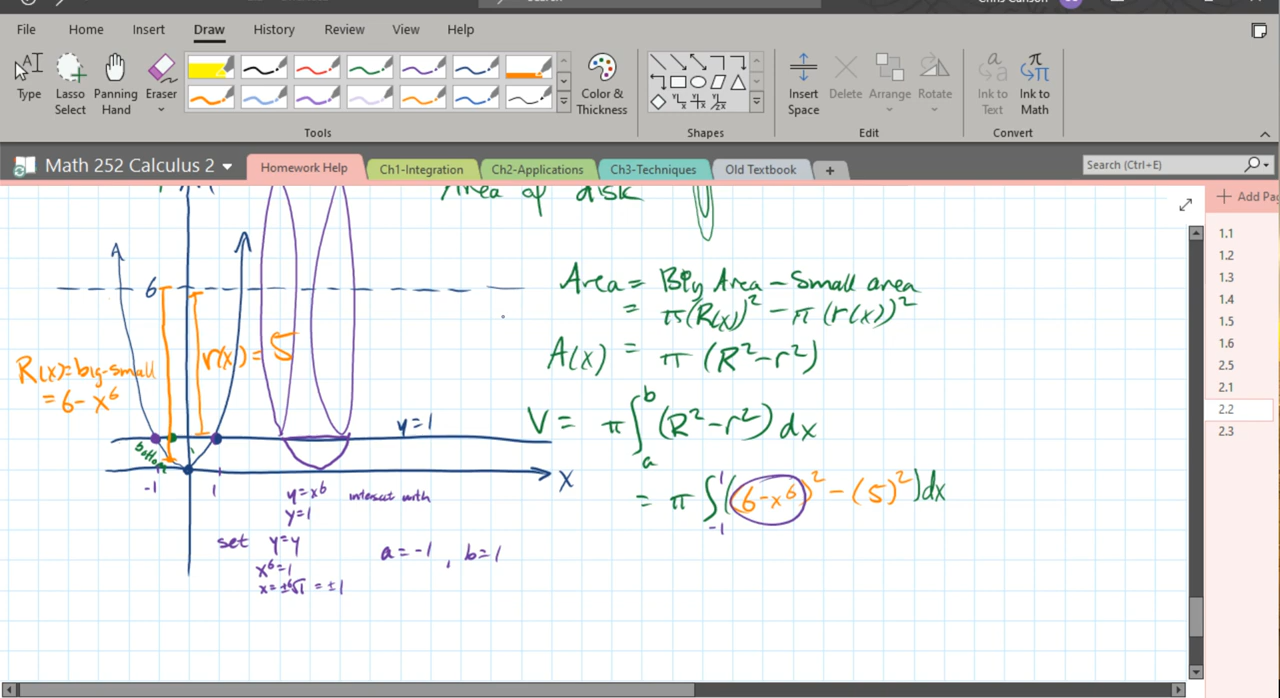 File Home Insert Draw History Review View Help
Type
Lasso Select
Panning Hand
Eraser
Color & Thickness
Insert Space
Delete
Arrange
Rotate
Ink to Text
Ink to Math
Tools Shapes Edit Convert
Math 252 Calculus 2
Homework Help Ch1-Integration Ch2-Applications Ch3-Techniques Old Textbook
Search (Ctrl+E)
Add Pag
1.1
1.2
1.3
1.4
1.5
1.6
2.5
2.1
2.2
2.3
Area of disk
A
6
r(x) = 5
R(x)=big-small
= 6-x⁶
bottom
y=1
X
-1 1
y=x⁶ intersect with
y=1
set y=y
x⁶=1
x=±⁶√1 = ±1
a=-1, b=1
Area = Big Area - Small area
= π(R(x))² - π(r(x))²
A(x) = π(R²-r²)
V = π∫ₐᵇ(R²-r²)dx
= π∫₋₁¹((6-x⁶)² - (5)²)dx